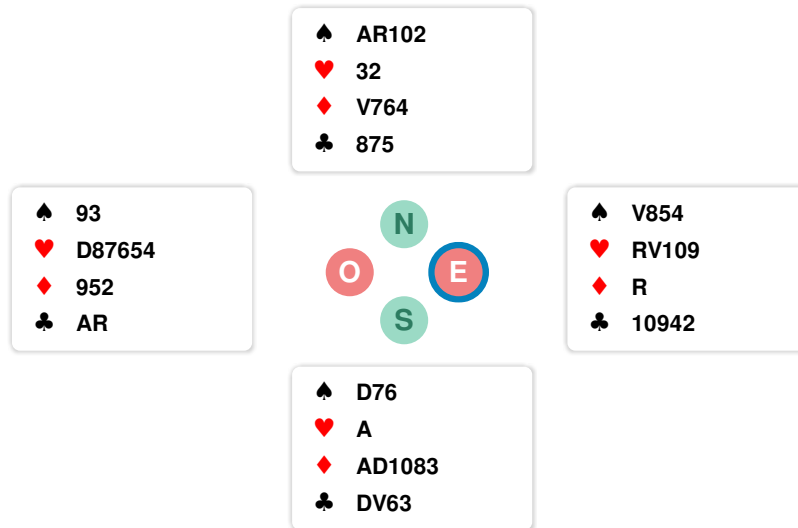 ♠ AR102
♥ 32
♦ V764
♣ 875
♠ 93
♥ D87654
♦ 952
♣ AR
N
O
E
S
♠ V854
♥ RV109
♦ R
♣ 10942
♠ D76
♥ A
♦ AD1083
♣ DV63